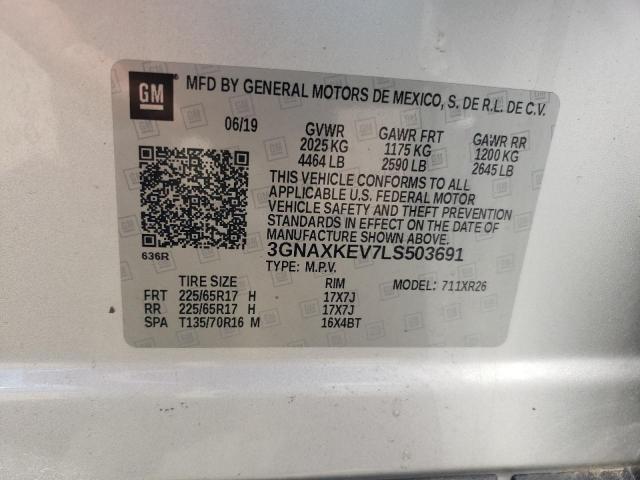 GM
MFD BY GENERAL MOTORS DE MEXICO, S. DE R.L. DE C.V.
06/19 GVWR GAWR FRT GAWR RR
2025 KG 1175 KG 1200 KG
4464 LB 2590 LB 2645 LB
THIS VEHICLE CONFORMS TO ALL
APPLICABLE U.S. FEDERAL MOTOR
VEHICLE SAFETY AND THEFT PREVENTION
STANDARDS IN EFFECT ON THE DATE OF
MANUFACTURE SHOWN ABOVE.
636R 3GNAXKEV7LS503691
TYPE: M.P.V. MODEL: 711XR26
TIRE SIZE RIM
FRT 225/65R17 H 17X7J
RR 225/65R17 H 17X7J
SPA T135/70R16 M 16X4BT